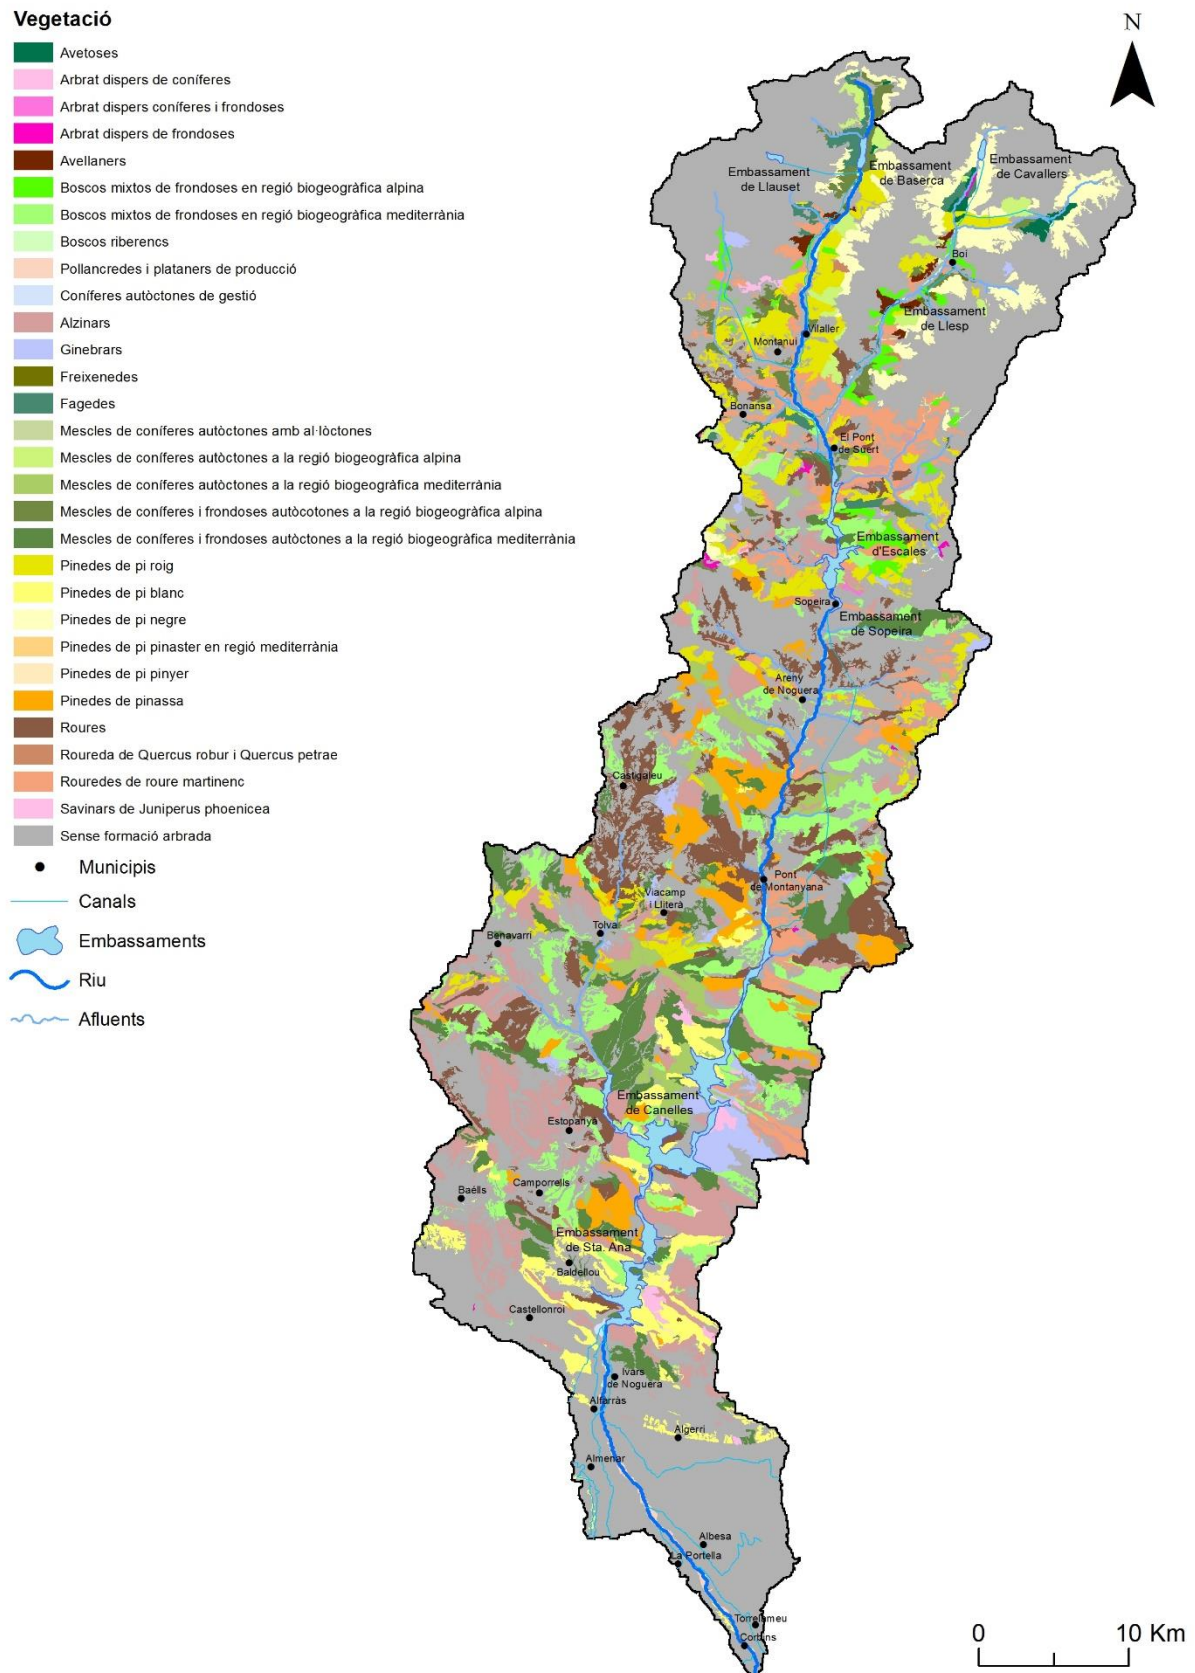 Vegetació
Avetoses
Arbrat dispers de coníferes
Arbrat dispers coníferes i frondoses
Arbrat dispers de frondoses
Avellaners
Boscos mixtos de frondoses en regió biogeogràfica alpina
Boscos mixtos de frondoses en regió biogeogràfica mediterrània
Boscos riberencs
Pollancredes i plataners de producció
Coníferes autòctones de gestió
Alzinars
Ginebrars
Freixenedes
Fagedes
Mescles de coníferes autòctones amb al·lòctones
Mescles de coníferes autòctones a la regió biogeogràfica alpina
Mescles de coníferes autòctones a la regió biogeogràfica mediterrània
Mescles de coníferes i frondoses autòcotones a la regió biogeogràfica alpina
Mescles de coníferes i frondoses autòctones a la regió biogeogràfica mediterrània
Pinedes de pi roig
Pinedes de pi blanc
Pinedes de pi negre
Pinedes de pi pinaster en regió mediterrània
Pinedes de pi pinyer
Pinedes de pinassa
Roures
Roureda de Quercus robur i Quercus petrae
Rouredes de roure martinenc
Savinars de Juniperus phoenicea
Sense formació arbrada
Municipis
Canals
Embassaments
Riu
Afluents
N
Embassament
de Llauset
Embassament
de Baserca
Embassament
de Cavallers
Boi
Embassament
de Llesp
Vilaller
Montanui
Bonansa
El Pont
de Suert
Embassament
d'Escales
Sopeira
Embassament
de Sopeira
Areny
de Noguera
Castigaleu
Pont
de Montanyana
Viacamp
i Lliterà
Tolva
Benavarri
Embassament
de Canelles
Estopanyà
Camporrells
Baélls
Embassament
de Sta. Ana
Baldellou
Castellonroi
Ivars
de Noguera
Alfarràs
Algerri
Almenar
Albesa
La Portella
Torrelameu
Corbins
0 10 Km